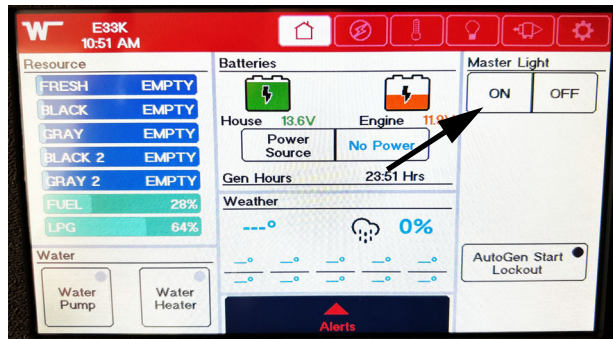 E33K
10:51 AM
Resource
FRESH EMPTY
BLACK EMPTY
GRAY EMPTY
BLACK 2 EMPTY
GRAY 2 EMPTY
FUEL 28%
LPG 64%
Water
Water
Pump
Water
Heater
Batteries
House 13.6V
Engine
Power
Source
No Power
Gen Hours 23:51 Hrs
Weather
---° 0%
--° --° --° --° --°
--° --° --° --° --°
Alerts
Master Light
ON OFF
AutoGen Start
Lockout